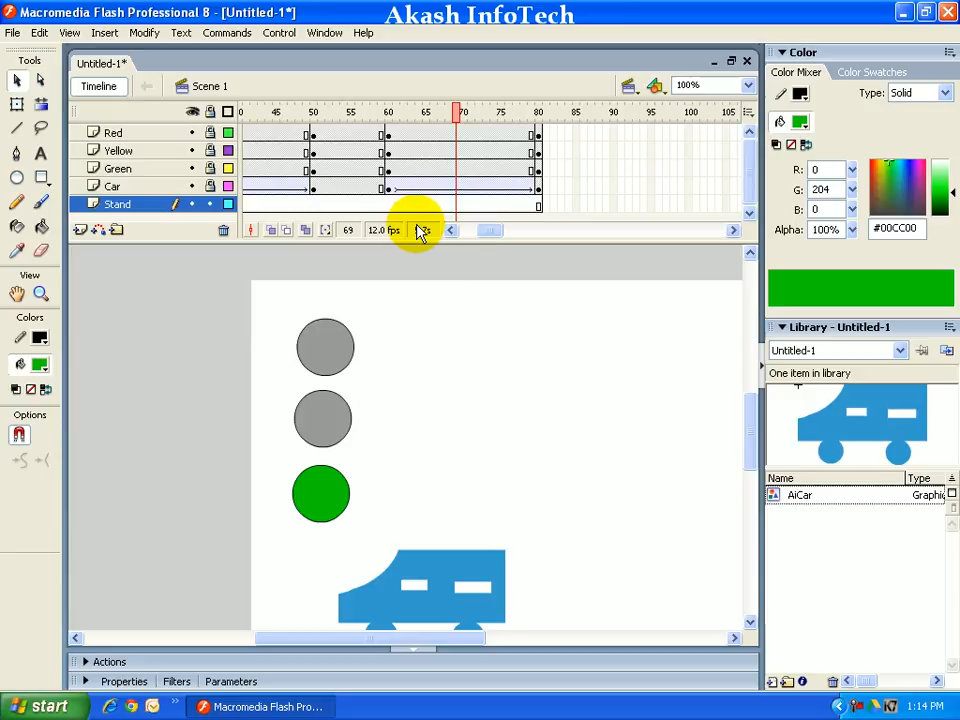 Macromedia Flash Professional 8 - [Untitled-1*]
Akash InfoTech
File Edit View Insert Modify Text Commands Control Window Help
Tools
View
Colors
Options
Untitled-1*
Timeline
Scene 1
100%
45 50 55 60 65 70 75 80 85 90 95 100 105
Red
Yellow
Green
Car
Stand
69 12.0 fps
Actions
Properties Filters Parameters
Color
Color Mixer Color Swatches
Type: Solid
R: 0
G: 204
B: 0
Alpha: 100% #00CC00
Library - Untitled-1
Untitled-1
One item in library
Name Type
AiCar Graphic
start
Macromedia Flash Pro...
K7
1:14 PM